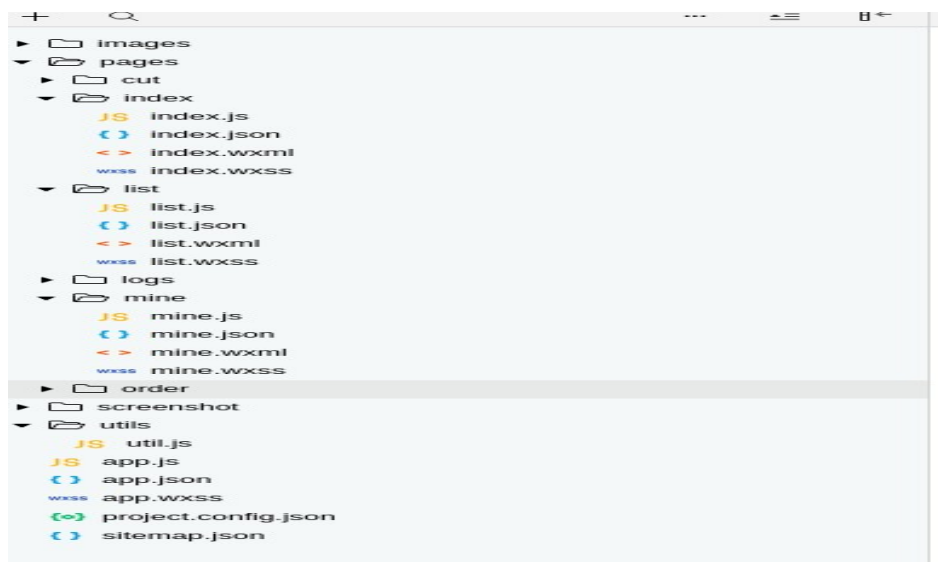 images
pages
cut
index
JS index.js
{ } index.json
< > index.wxml
wxss index.wxss
list
JS list.js
{ } list.json
< > list.wxml
wxss list.wxss
logs
mine
JS mine.js
{ } mine.json
< > mine.wxml
wxss mine.wxss
order
screenshot
utils
JS util.js
JS app.js
{ } app.json
wxss app.wxss
{o} project.config.json
{ } sitemap.json